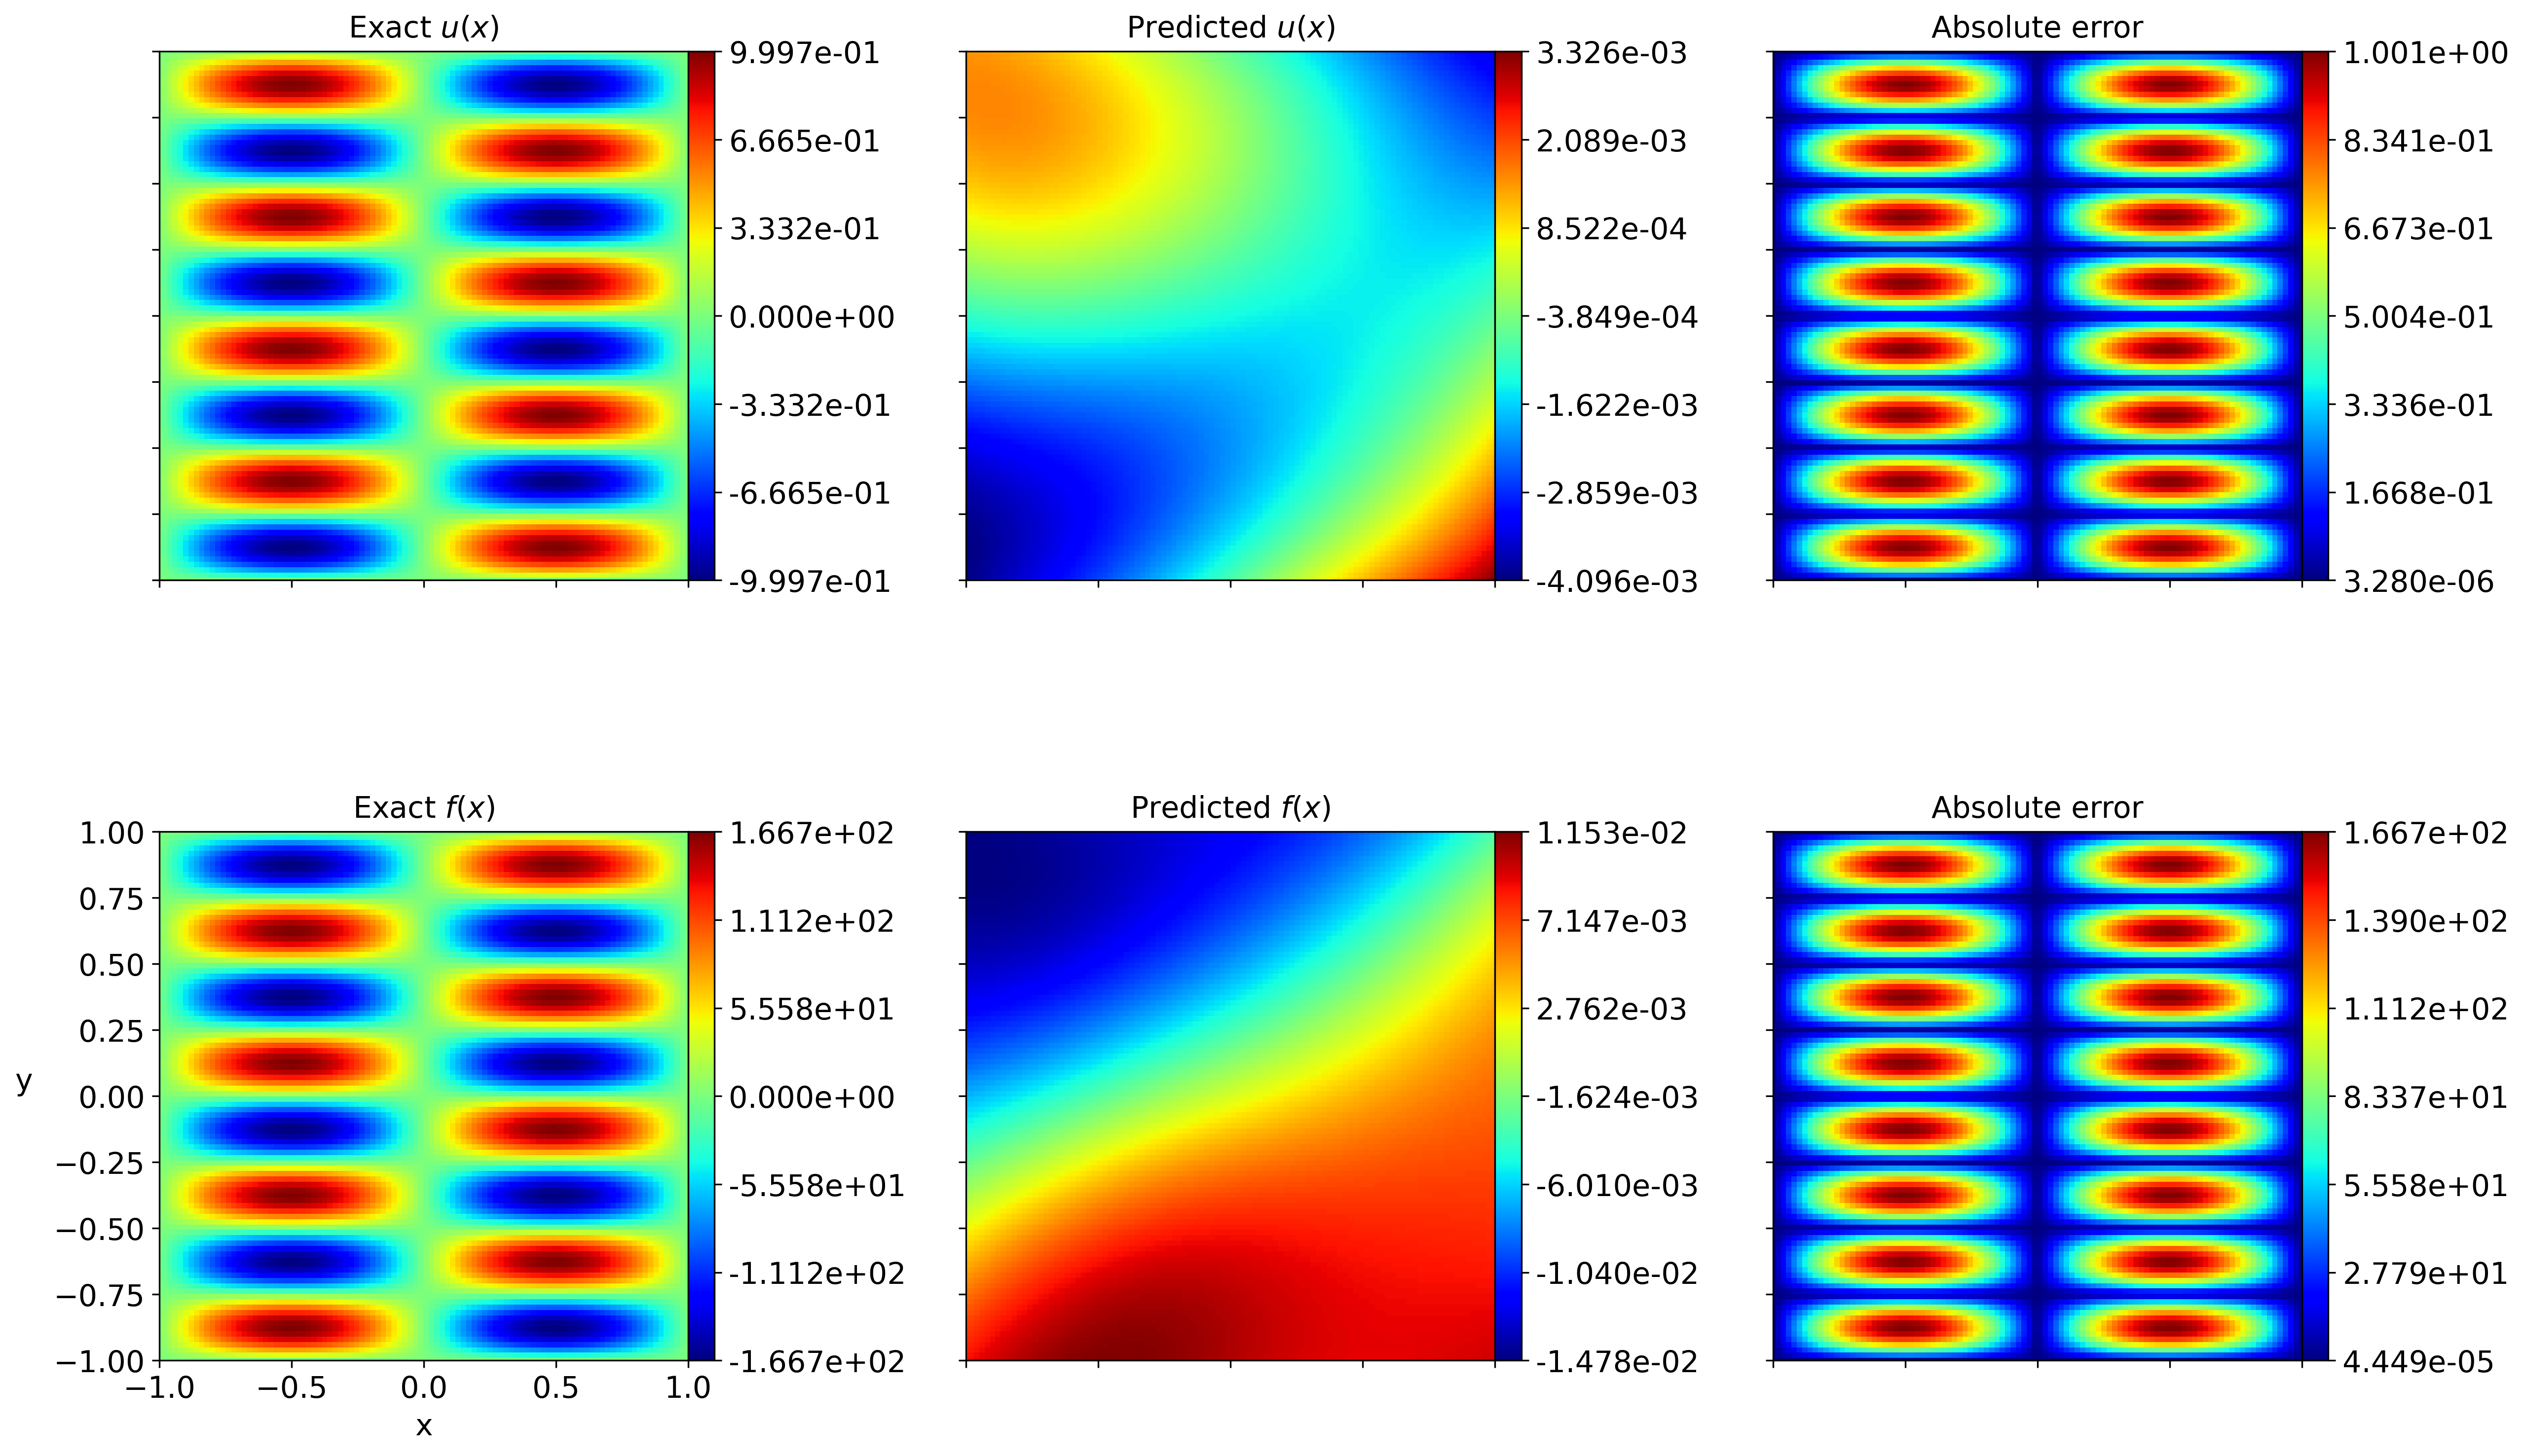 Exact u(x)
9.997e-01
6.665e-01
3.332e-01
0.000e+00
-3.332e-01
-6.665e-01
-9.997e-01
Predicted u(x)
3.326e-03
2.089e-03
8.522e-04
-3.849e-04
-1.622e-03
-2.859e-03
-4.096e-03
Absolute error
1.001e+00
8.341e-01
6.673e-01
5.004e-01
3.336e-01
1.668e-01
3.280e-06
Exact f(x)
y
1.00
0.75
0.50
0.25
0.00
−0.25
−0.50
−0.75
−1.00
−1.0 −0.5 0.0 0.5 1.0
x
1.667e+02
1.112e+02
5.558e+01
0.000e+00
-5.558e+01
-1.112e+02
-1.667e+02
Predicted f(x)
1.153e-02
7.147e-03
2.762e-03
-1.624e-03
-6.010e-03
-1.040e-02
-1.478e-02
Absolute error
1.667e+02
1.390e+02
1.112e+02
8.337e+01
5.558e+01
2.779e+01
4.449e-05